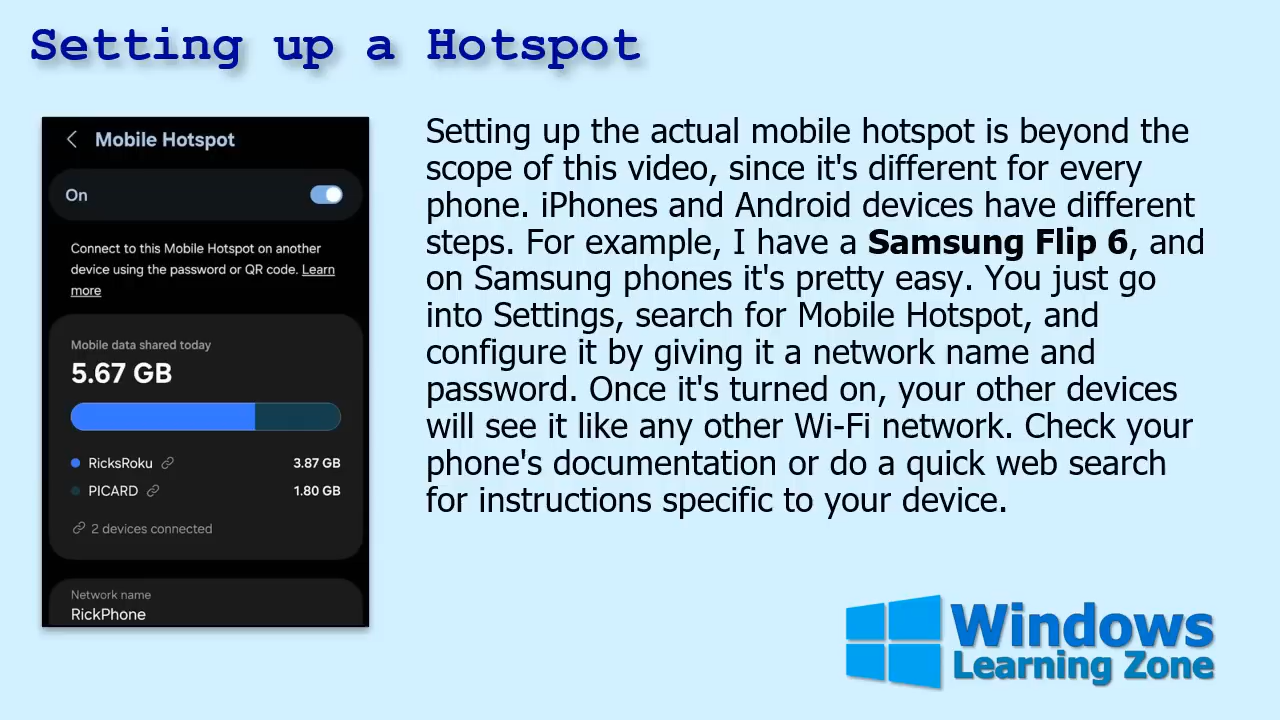 Setting up a Hotspot
Mobile Hotspot
On
Connect to this Mobile Hotspot on another
device using the password or QR code. Learn
more
Mobile data shared today
5.67 GB
RicksRoku 3.87 GB
PICARD 1.80 GB
2 devices connected
Network name
RickPhone
Setting up the actual mobile hotspot is beyond the
scope of this video, since it's different for every
phone. iPhones and Android devices have different
steps. For example, I have a Samsung Flip 6, and
on Samsung phones it's pretty easy. You just go
into Settings, search for Mobile Hotspot, and
configure it by giving it a network name and
password. Once it's turned on, your other devices
will see it like any other Wi-Fi network. Check your
phone's documentation or do a quick web search
for instructions specific to your device.
Windows
Learning Zone